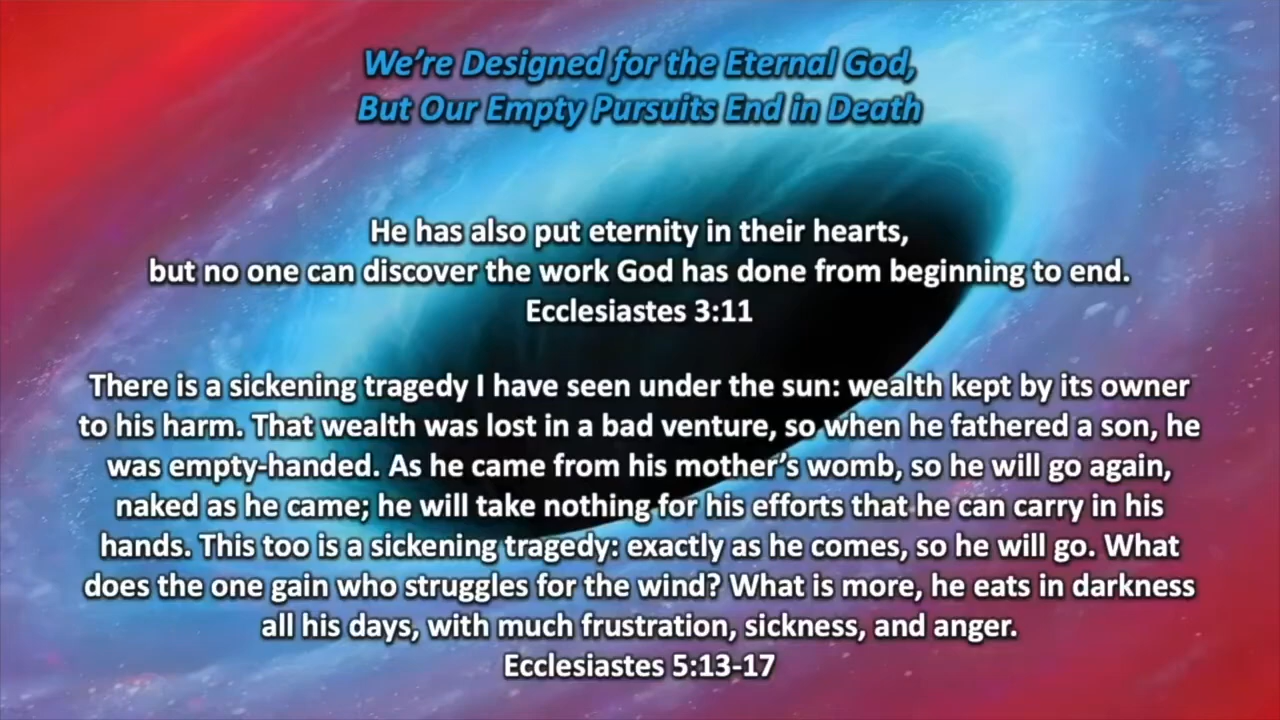 We’re Designed for the Eternal God,
But Our Empty Pursuits End in Death
He has also put eternity in their hearts,
but no one can discover the work God has done from beginning to end.
Ecclesiastes 3:11
There is a sickening tragedy I have seen under the sun: wealth kept by its owner
to his harm. That wealth was lost in a bad venture, so when he fathered a son, he
was empty-handed. As he came from his mother’s womb, so he will go again,
naked as he came; he will take nothing for his efforts that he can carry in his
hands. This too is a sickening tragedy: exactly as he comes, so he will go. What
does the one gain who struggles for the wind? What is more, he eats in darkness
all his days, with much frustration, sickness, and anger.
Ecclesiastes 5:13-17